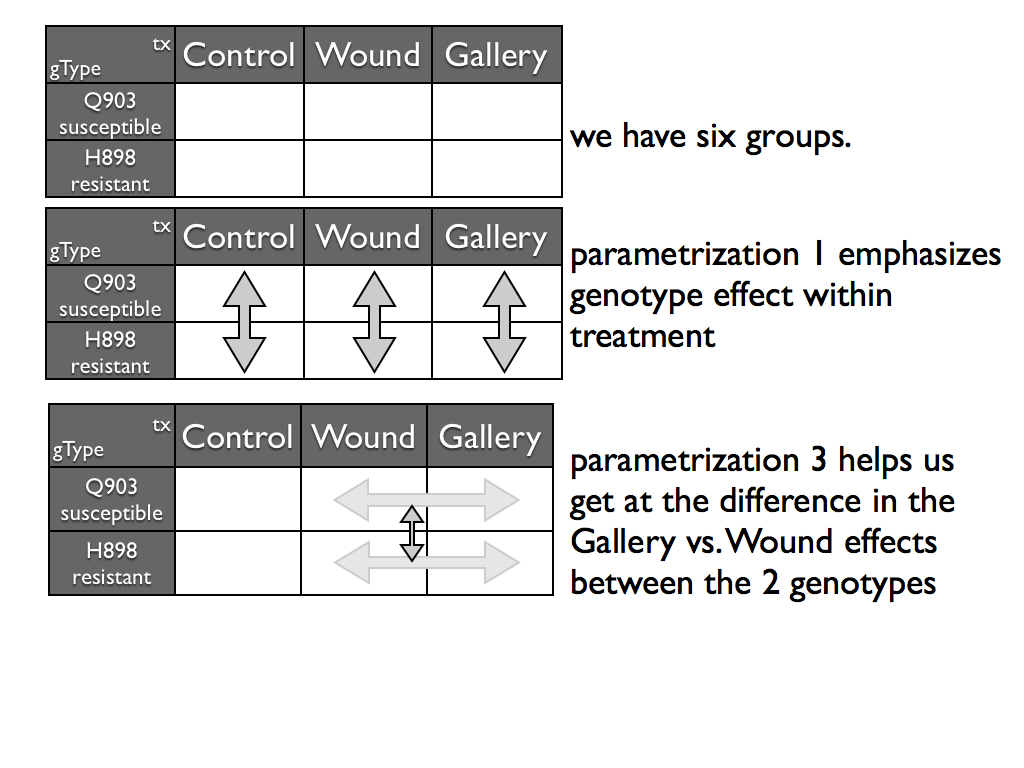 tx
gType
Control Wound Gallery
Q903
susceptible
H898
resistant
we have six groups.
tx
gType
Control Wound Gallery
Q903
susceptible
H898
resistant
parametrization 1 emphasizes
genotype effect within
treatment
tx
gType
Control Wound Gallery
Q903
susceptible
H898
resistant
parametrization 3 helps us
get at the difference in the
Gallery vs. Wound effects
between the 2 genotypes